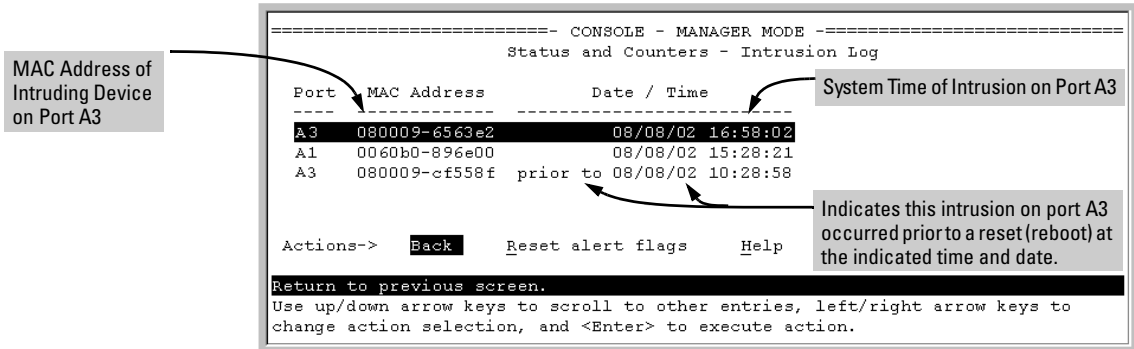 ==========================- CONSOLE - MANAGER MODE -============================
Status and Counters - Intrusion Log
MAC Address of
Intruding Device
on Port A3
System Time of Intrusion on Port A3
Port MAC Address Date / Time
---- ------------- --------------------------
A3 080009-6563e2 08/08/02 16:58:02
A1 0060b0-896e00 08/08/02 15:28:21
A3 080009-cf558f prior to 08/08/02 10:28:58
Indicates this intrusion on port A3
occurred prior to a reset (reboot) at
the indicated time and date.
Actions-> Back Reset alert flags Help
Return to previous screen.
Use up/down arrow keys to scroll to other entries, left/right arrow keys to
change action selection, and <Enter> to execute action.